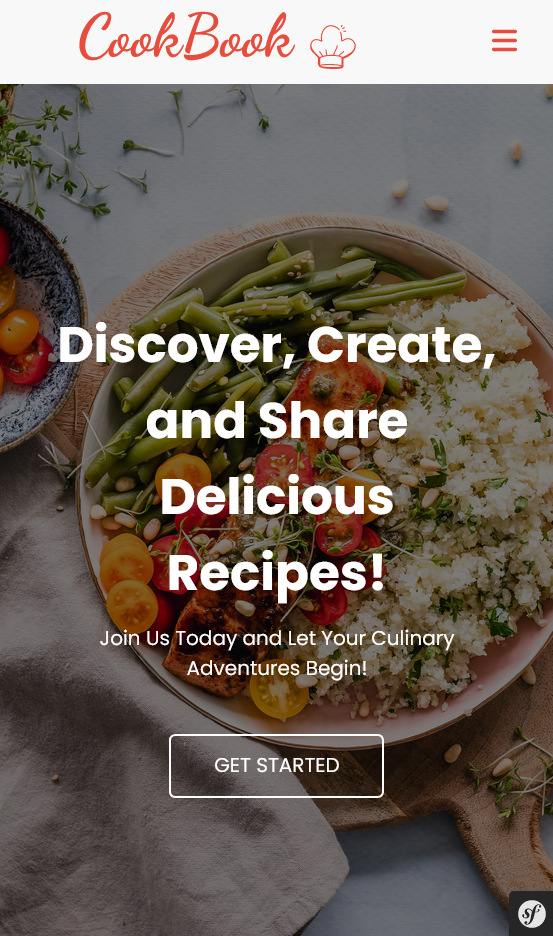 CookBook
Discover, Create,
and Share
Delicious
Recipes!
Join Us Today and Let Your Culinary
Adventures Begin!
GET STARTED
sf